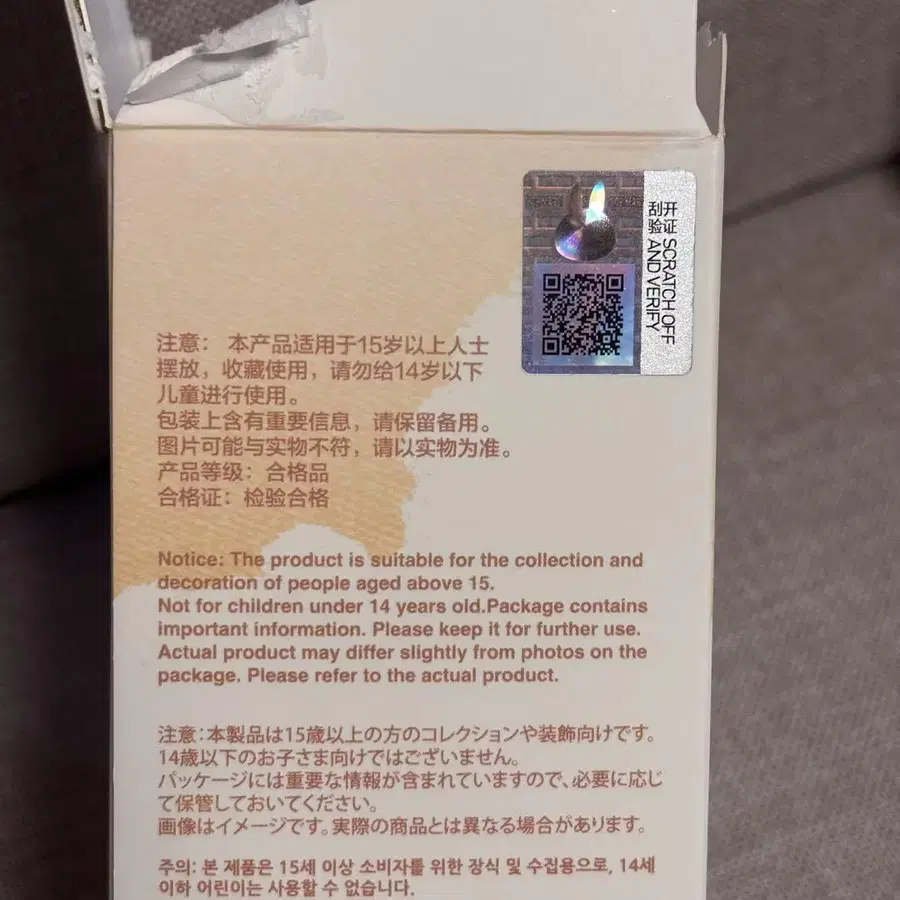 刮开
验证
SCRATCH OFF
AND VERIFY
注意： 本产品适用于15岁以上人士
摆放，收藏使用，请勿给14岁以下
儿童进行使用。
包装上含有重要信息，请保留备用。
图片可能与实物不符，请以实物为准。
产品等级：合格品
合格证：检验合格
Notice: The product is suitable for the collection and
decoration of people aged above 15.
Not for children under 14 years old.Package contains
important information. Please keep it for further use.
Actual product may differ slightly from photos on the
package. Please refer to the actual product.
注意:本製品は15歳以上の方のコレクションや装飾向けです。
14歳以下のお子さま向けではございません。
パッケージには重要な情報が含まれていますので、必要に応じ
て保管しておいてください。
画像はイメージです。実際の商品とは異なる場合があります。
주의: 본 제품은 15세 이상 소비자를 위한 장식 및 수집용으로, 14세
이하 어린이는 사용할 수 없습니다.